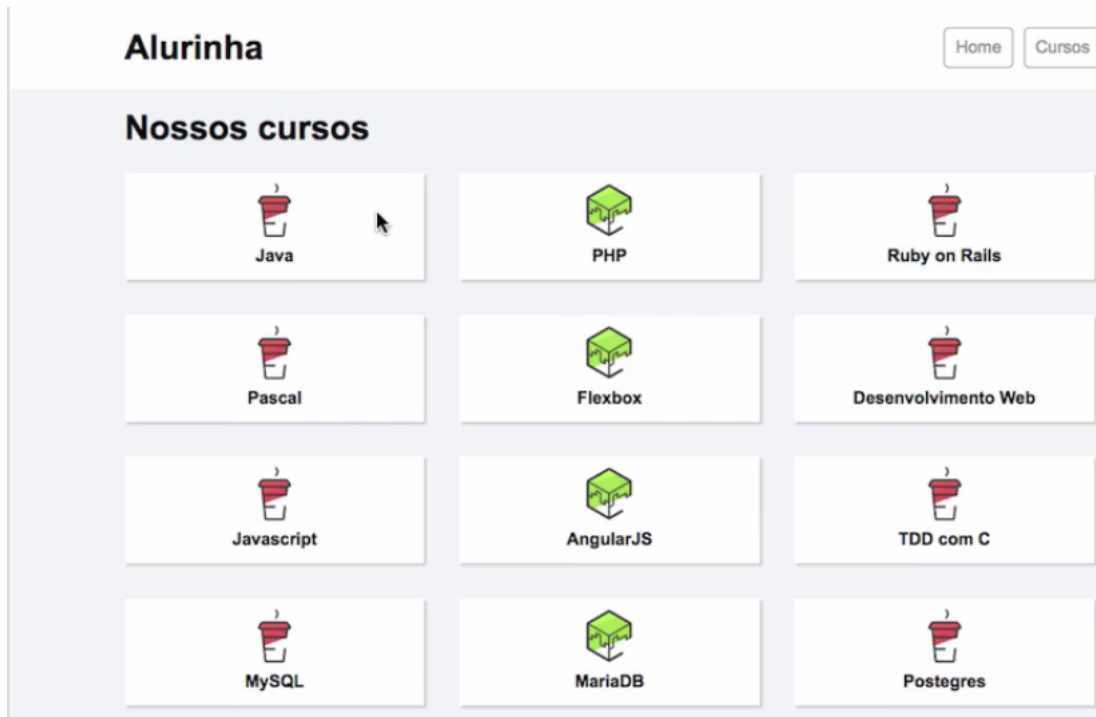 Alurinha
Home Cursos
Nossos cursos
Java PHP Ruby on Rails
Pascal Flexbox Desenvolvimento Web
Javascript AngularJS TDD com C
MySQL MariaDB Postegres